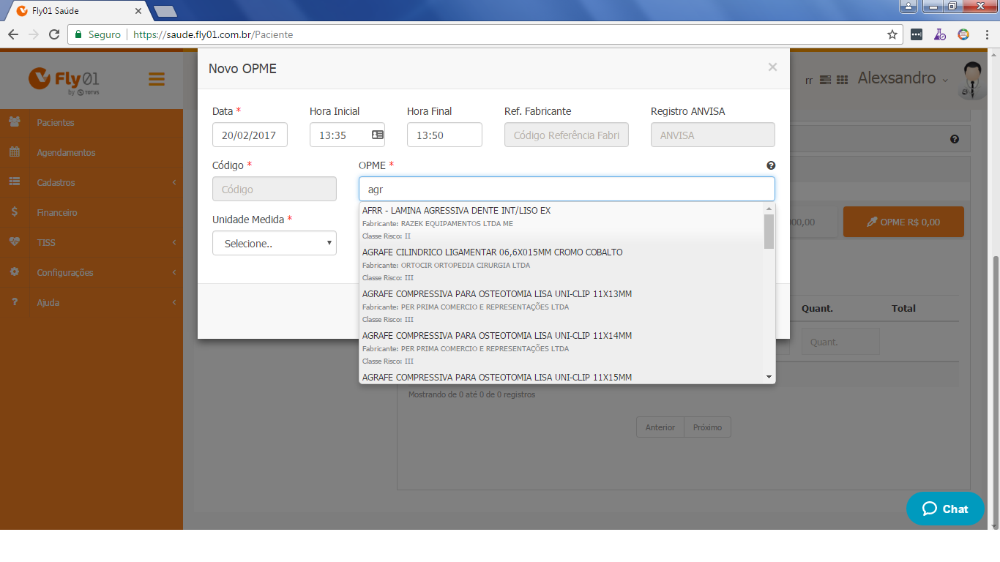 Fly01 Saúde
Seguro https://saude.fly01.com.br/Paciente
Fly01
by TOTVS
rr Alexsandro
Pacientes
Agendamentos
Cadastros
Financeiro
TISS
Configurações
Ajuda
Novo OPME
Data * Hora Inicial Hora Final Ref. Fabricante Registro ANVISA
20/02/2017 13:35 13:50 Código Referência Fabri ANVISA
Código * OPME *
Código agr
Unidade Medida *
Selecione..
AFRR - LAMINA AGRESSIVA DENTE INT/LISO EX
Fabricante: RAZEK EQUIPAMENTOS LTDA ME
Classe Risco: II
AGRAFE CILINDRICO LIGAMENTAR 06,6X015MM CROMO COBALTO
Fabricante: ORTOCIR ORTOPEDIA CIRURGIA LTDA
Classe Risco: III
AGRAFE COMPRESSIVA PARA OSTEOTOMIA LISA UNI-CLIP 11X13MM
Fabricante: PER PRIMA COMERCIO E REPRESENTAÇÕES LTDA
Classe Risco: III
AGRAFE COMPRESSIVA PARA OSTEOTOMIA LISA UNI-CLIP 11X14MM
Fabricante: PER PRIMA COMERCIO E REPRESENTAÇÕES LTDA
Classe Risco: III
AGRAFE COMPRESSIVA PARA OSTEOTOMIA LISA UNI-CLIP 11X15MM
OPME R$ 0,00
Quant. Total
Quant.
Mostrando de 0 até 0 de 0 registros
Anterior Próximo
Chat